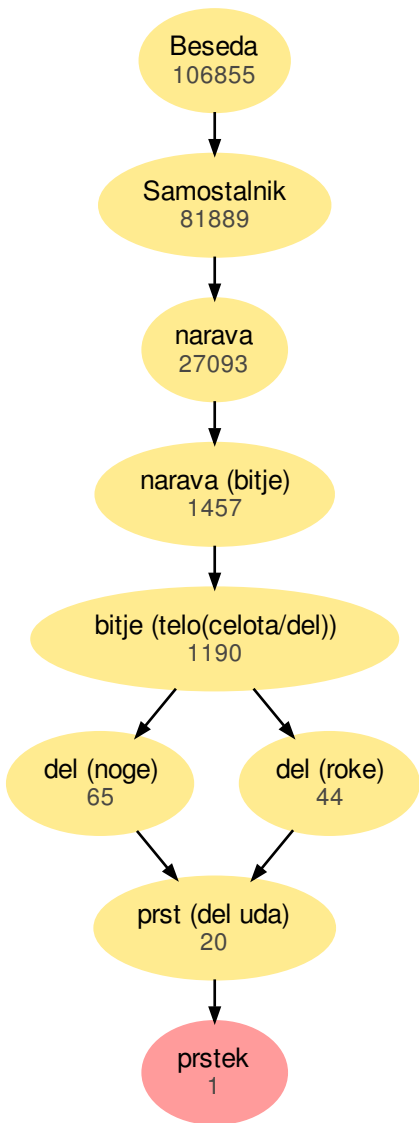 Beseda
106855
Samostalnik
81889
narava
27093
narava (bitje)
1457
bitje (telo(celota/del))
1190
del (noge)
65
del (roke)
44
prst (del uda)
20
prstek
1